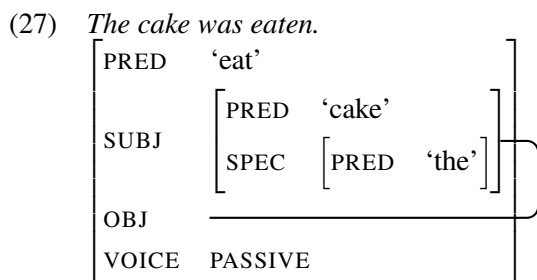 (27) The cake was eaten.
PRED ‘eat’
PRED ‘cake’
SUBJ
SPEC PRED ‘the’
OBJ
VOICE PASSIVE